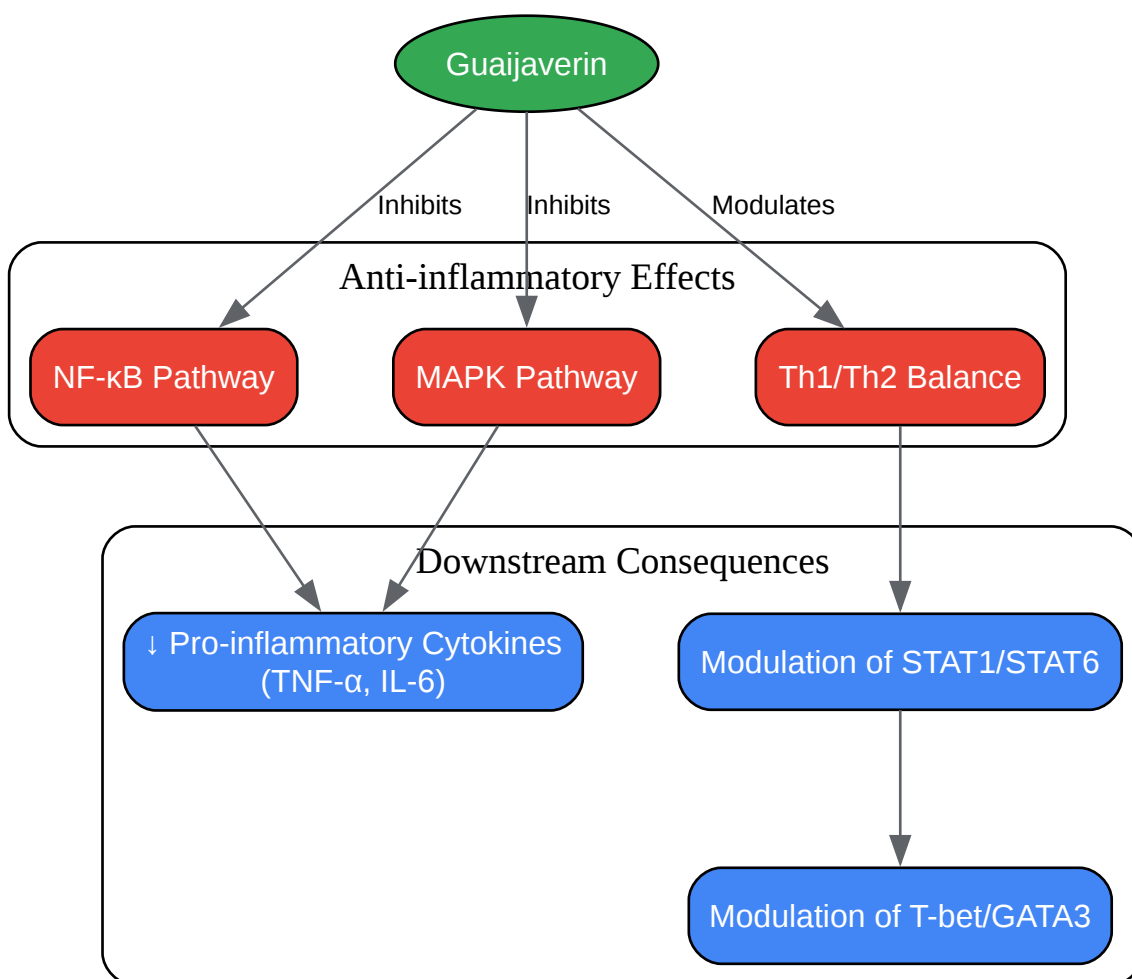 Guaijaverin
Inhibits
Inhibits
Modulates
Anti-inflammatory Effects
NF-κB Pathway
MAPK Pathway
Th1/Th2 Balance
Downstream Consequences
↓ Pro-inflammatory Cytokines
(TNF-α, IL-6)
Modulation of STAT1/STAT6
Modulation of T-bet/GATA3